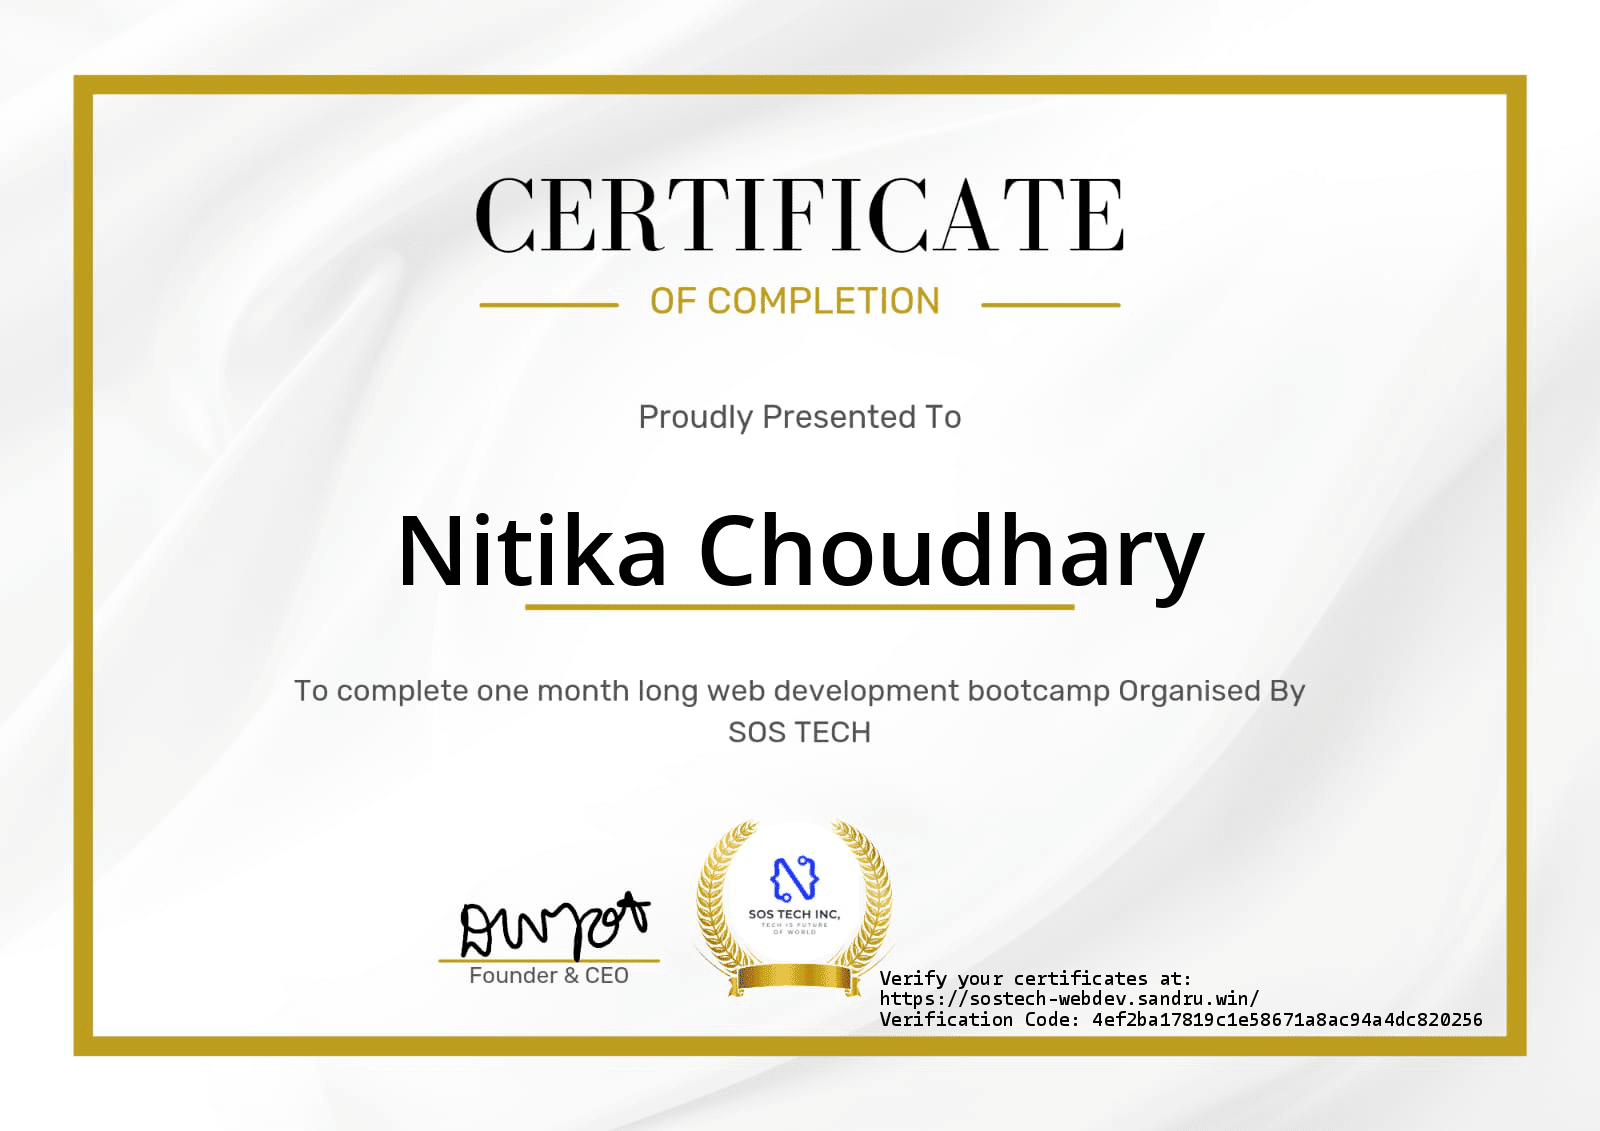 CERTIFICATE
OF COMPLETION
Proudly Presented To
Nitika Choudhary
To complete one month long web development bootcamp Organised By
SOS TECH
Founder & CEO
SOS TECH INC,
TECH IS FUTURE
OF WORLD
Verify your certificates at:
https://sostech-webdev.sandru.win/
Verification Code: 4ef2ba17819c1e58671a8ac94a4dc820256